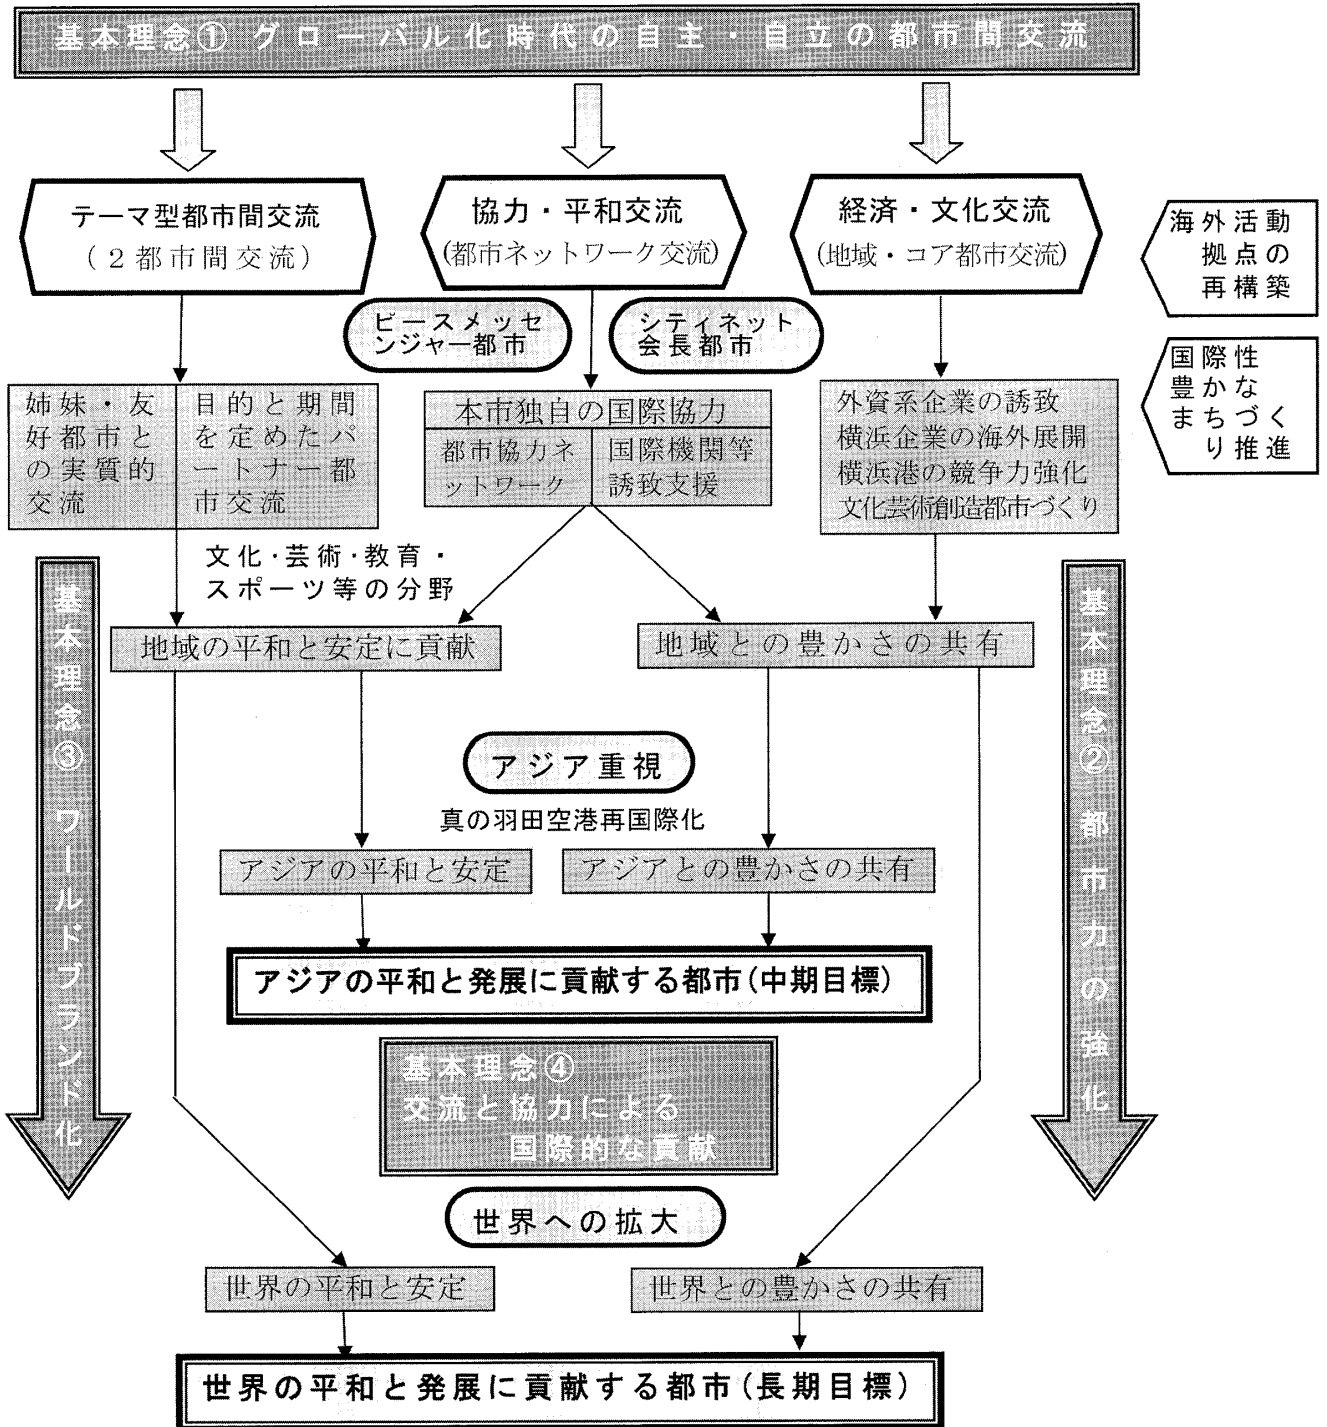 基本理念① グローバル化時代の自主・自立の都市間交流
テーマ型都市間交流
(2都市間交流)
協力・平和交流
(都市ネットワーク交流)
経済・文化交流
(地域・コア都市交流)
海外活動
拠点の
再構築
ピースメッセ
ンジャー都市
シティネット
会長都市
国際性
豊かな
まちづく
り推進
姉妹・友
好都市と
の実質的
交流
目的と期間
を定めたパ
ートナー都
市交流
本市独自の国際協力
都市協力ネ
ットワーク
国際機関等
誘致支援
外資系企業の誘致
横浜企業の海外展開
横浜港の競争力強化
文化芸術創造都市づくり
文化・芸術・教育・
スポーツ等の分野
基本理念③ ワールドブランド化
基本理念② 都市力の強化
地域の平和と安定に貢献
地域との豊かさの共有
アジア重視
真の羽田空港再国際化
アジアの平和と安定
アジアとの豊かさの共有
アジアの平和と発展に貢献する都市(中期目標)
基本理念④
交流と協力による
国際的な貢献
世界への拡大
世界の平和と安定
世界との豊かさの共有
世界の平和と発展に貢献する都市(長期目標)